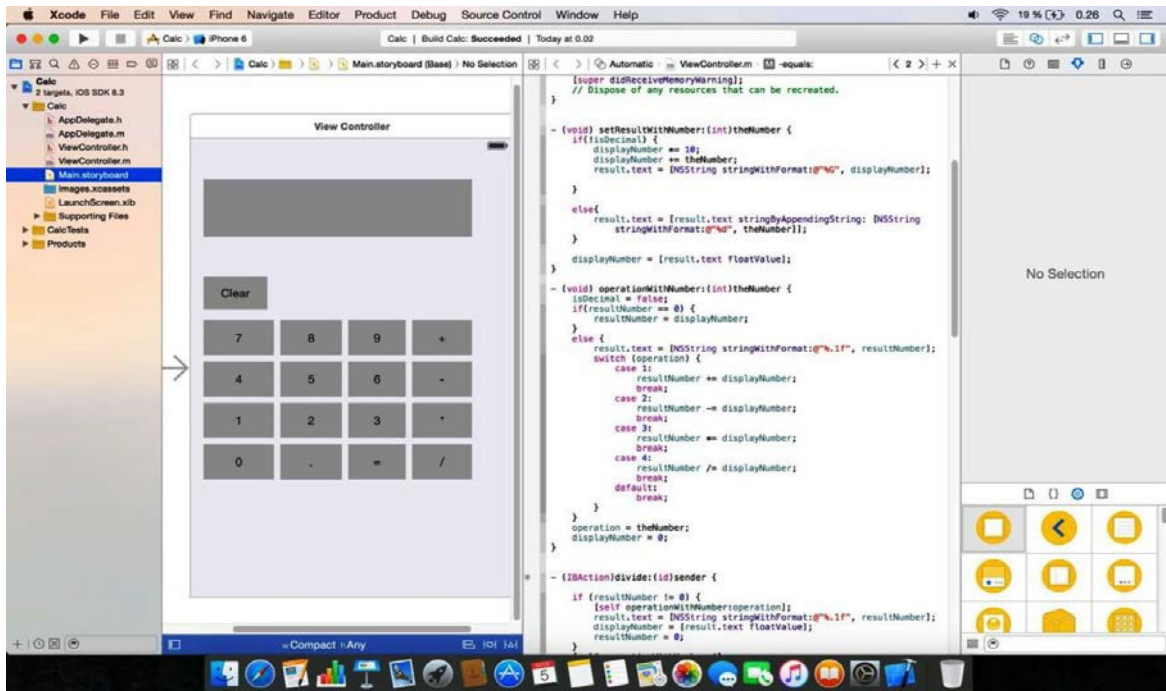 Xcode File Edit View Find Navigate Editor Product Debug Source Control Window Help 19 % 0.26
Calc iPhone 6 Calc | Build Calc: Succeeded | Today at 0.02
Calc Main.storyboard (Base) No Selection Automatic ViewController.m -equals: 2
Calc
2 targets, iOS SDK 8.3
Calc
AppDelegate.h
AppDelegate.m
ViewController.h
ViewController.m
Main.storyboard
Images.xcassets
LaunchScreen.xib
Supporting Files
CalcTests
Products
View Controller
Clear
7 8 9 +
4 5 6 -
1 2 3 *
0 . = /
wCompact hAny
[super didReceiveMemoryWarning];
// Dispose of any resources that can be recreated.
}
- (void) setResultWithNumber:(int)theNumber {
if(!isDecimal) {
displayNumber *= 10;
displayNumber += theNumber;
result.text = [NSString stringWithFormat:@"%G", displayNumber];
}
else{
result.text = [result.text stringByAppendingString: [NSString
stringWithFormat:@"%d", theNumber]];
}
displayNumber = [result.text floatValue];
}
- (void) operationWithNumber:(int)theNumber {
isDecimal = false;
if(resultNumber == 0) {
resultNumber = displayNumber;
}
else {
result.text = [NSString stringWithFormat:@"%.1f", resultNumber];
switch (operation) {
case 1:
resultNumber += displayNumber;
break;
case 2:
resultNumber -= displayNumber;
break;
case 3:
resultNumber *= displayNumber;
break;
case 4:
resultNumber /= displayNumber;
break;
default:
break;
}
}
operation = theNumber;
displayNumber = 0;
}
- (IBAction)divide:(id)sender {
if (resultNumber != 0) {
[self operationWithNumber:operation];
result.text = [NSString stringWithFormat:@"%.1f", resultNumber];
displayNumber = [result.text floatValue];
resultNumber = 0;
}
No Selection
{}
5